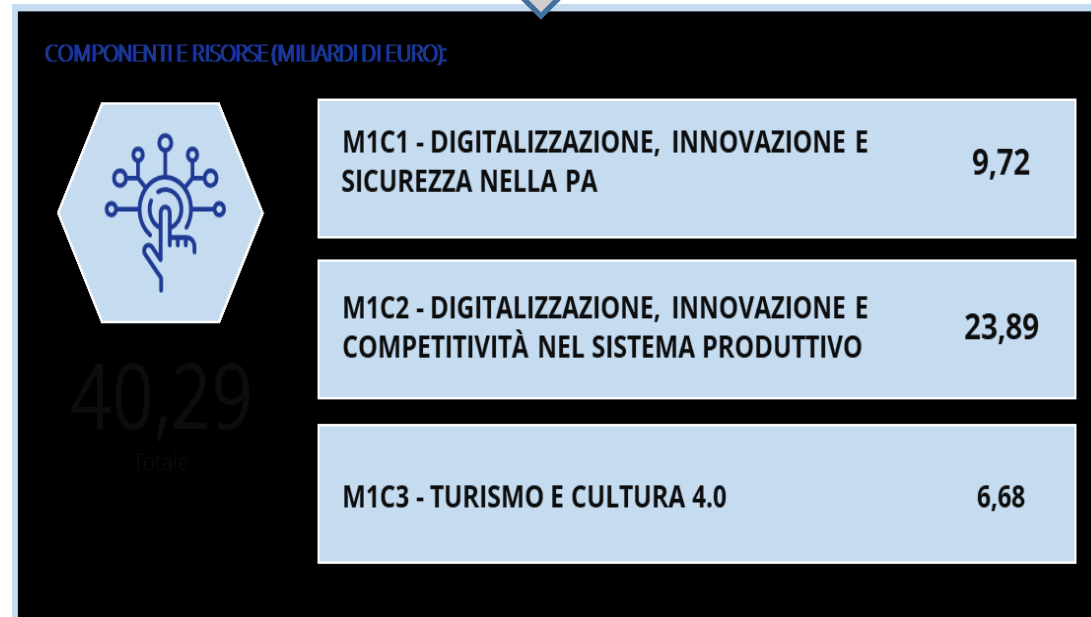 COMPONENTI E RISORSE (MILIARDI DI EURO):
M1C1 - DIGITALIZZAZIONE, INNOVAZIONE E
SICUREZZA NELLA PA
9,72
M1C2 - DIGITALIZZAZIONE, INNOVAZIONE E
COMPETITIVITÀ NEL SISTEMA PRODUTTIVO
23,89
40,29
Totale
M1C3 - TURISMO E CULTURA 4.0
6,68